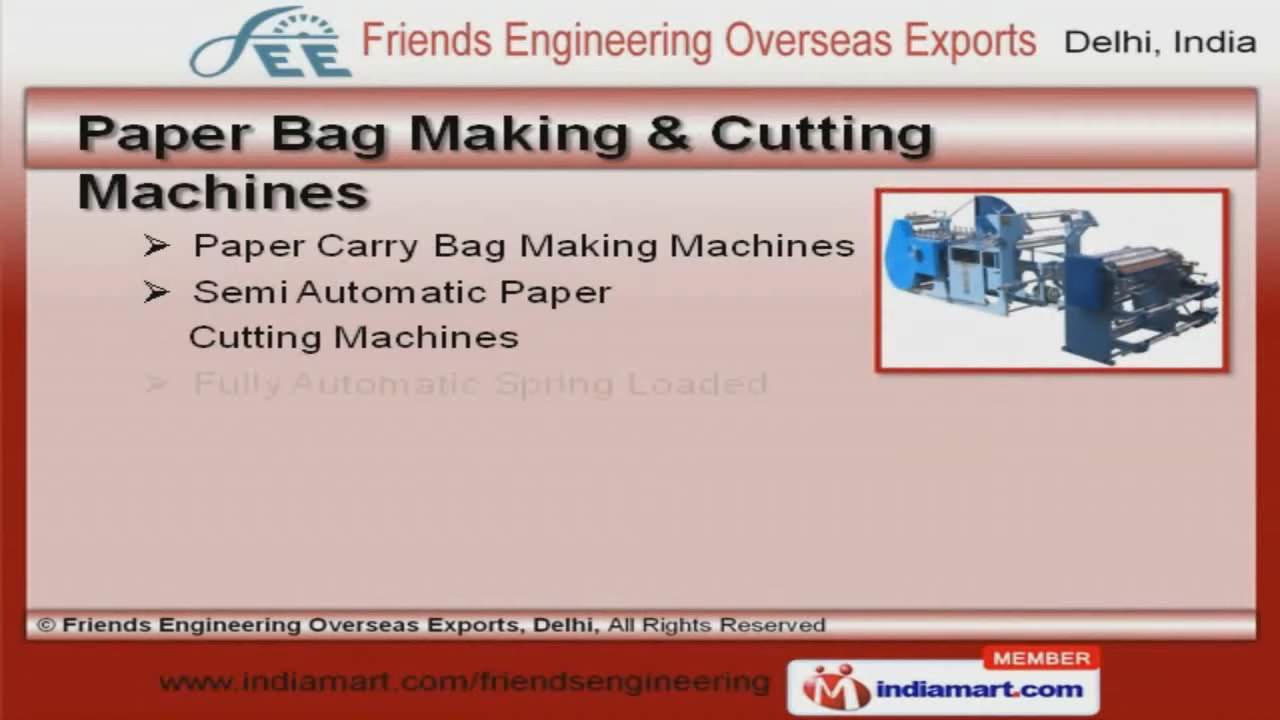 FEE Friends Engineering Overseas Exports Delhi, India
Paper Bag Making & Cutting
Machines
➢ Paper Carry Bag Making Machines
➢ Semi Automatic Paper
Cutting Machines
➢ Fully Automatic Spring Loaded
© Friends Engineering Overseas Exports, Delhi, All Rights Reserved
MEMBER
www.indiamart.com/friendsengineering
indiamart.com